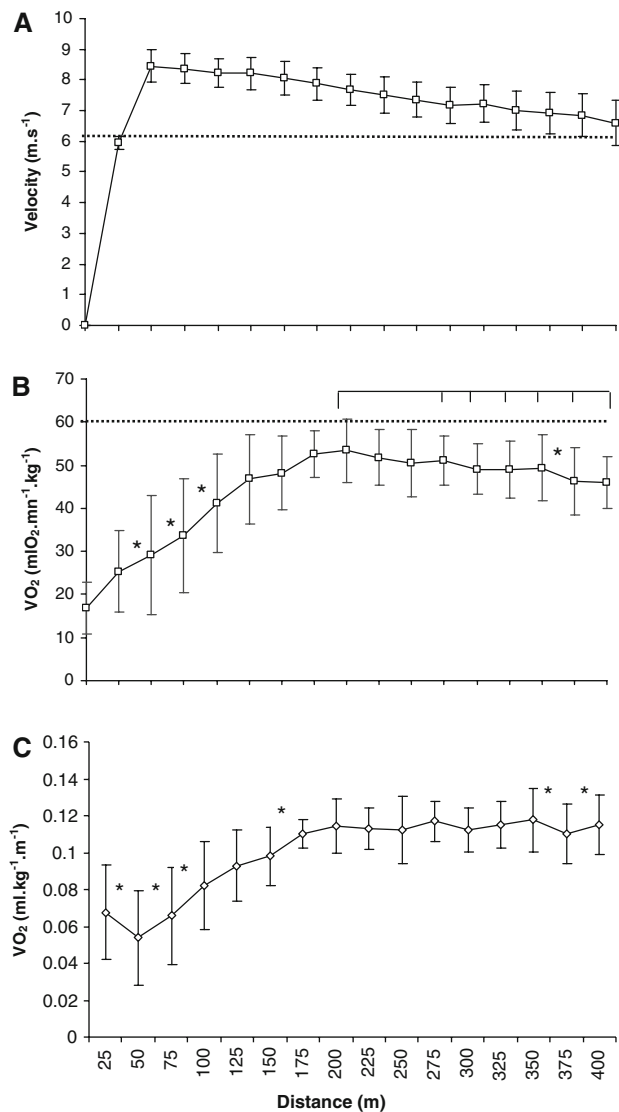 A
10
9
8
7
6
5
4
3
2
1
0
Velocity (m.s⁻¹)
B
70
60
50
40
30
20
10
0
VO₂ (mlO₂.mn⁻¹.kg⁻¹)
* * * *
C
0.16
0.14
0.12
0.1
0.08
0.06
0.04
0.02
0
VO₂ (ml.kg⁻¹.m⁻¹)
* * * * * *
25 50 75 100 125 150 175 200 225 250 275 300 325 350 375 400
Distance (m)